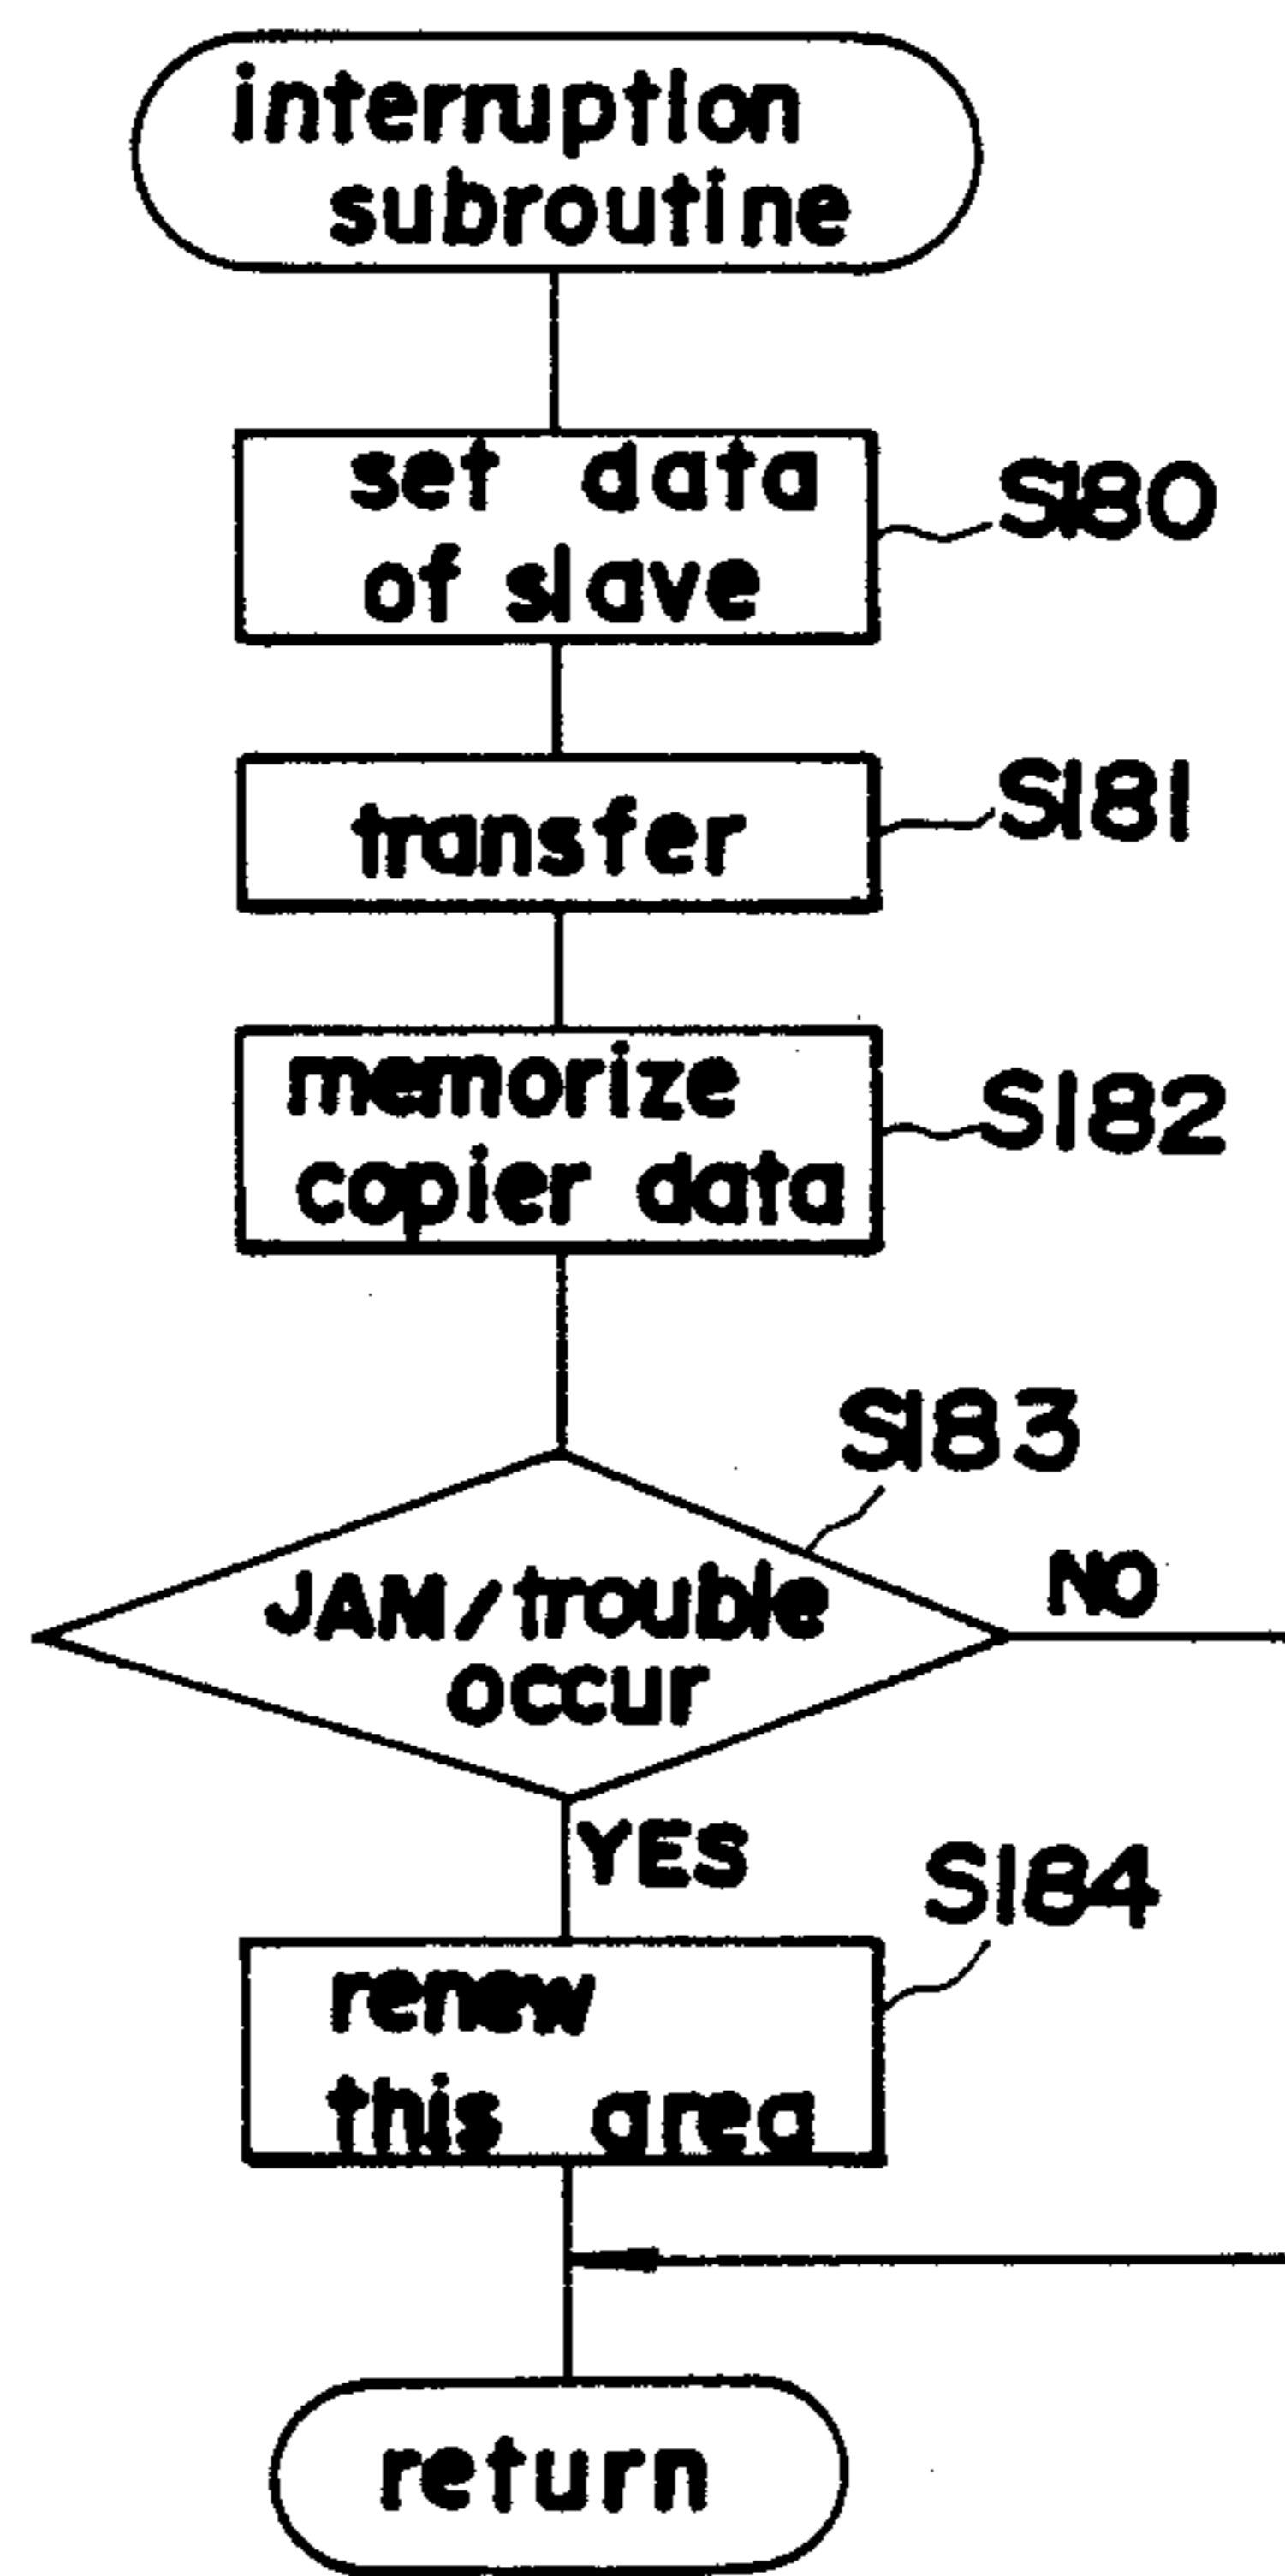 interruption
subroutine
set data
of slave
S180
transfer
S181
memorize
copier data
S182
S183
JAM/trouble
occur
NO
YES
S184
renew
this area
return